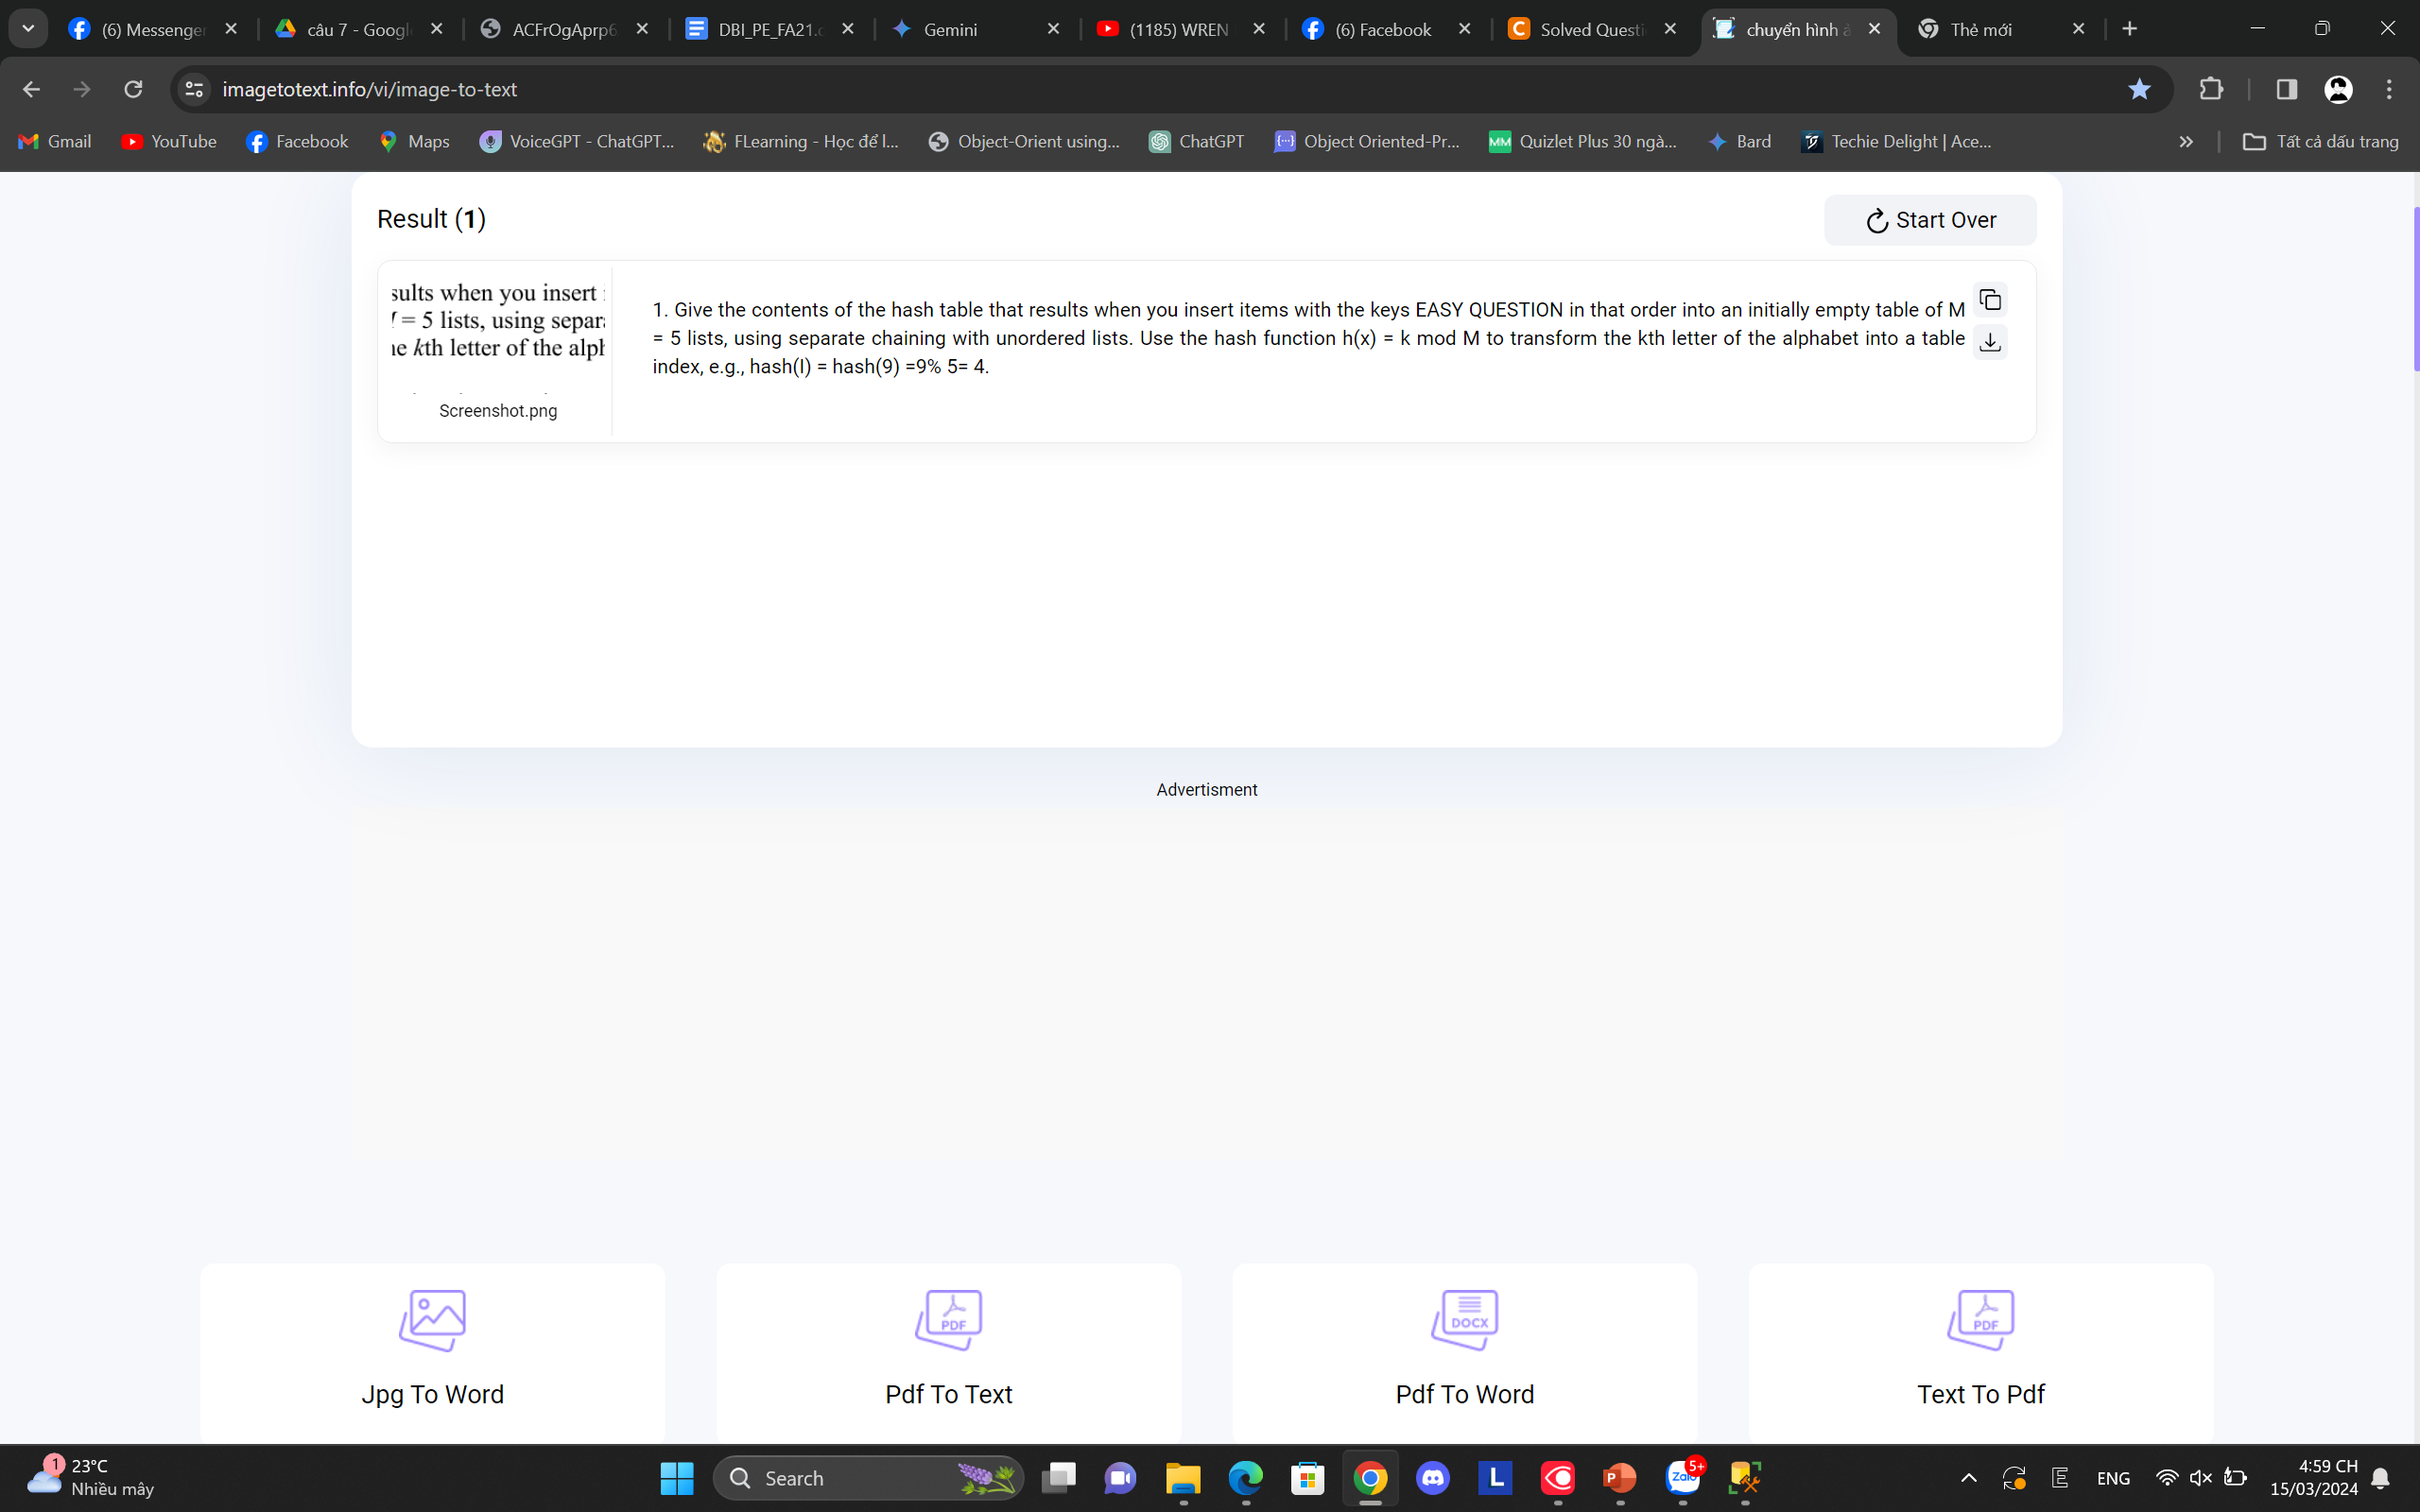 (6) Messenger
câu 7 - Googl
ACFrOgAprp6
DBI_PE_FA21.c
Gemini
(1185) WREN
(6) Facebook
Solved Questi
chuyển hình ả
Thẻ mới
imagetotext.info/vi/image-to-text
Gmail
YouTube
Facebook
Maps
VoiceGPT - ChatGPT...
FLearning - Học để l...
Object-Orient using...
ChatGPT
Object Oriented-Pr...
Quizlet Plus 30 ngà...
Bard
Techie Delight | Ace...
Tất cả dấu trang
Result (1)
Start Over
sults when you insert
= 5 lists, using separ
kth letter of the alph
Screenshot.png
1. Give the contents of the hash table that results when you insert items with the keys EASY QUESTION in that order into an initially empty table of M
= 5 lists, using separate chaining with unordered lists. Use the hash function h(x) = k mod M to transform the kth letter of the alphabet into a table
index, e.g., hash(I) = hash(9) =9% 5= 4.
Advertisment
PDF
DOCX
PDF
Jpg To Word
Pdf To Text
Pdf To Word
Text To Pdf
1
23°C
Nhiều mây
Search
L
P
Zalo
5+
ENG
4:59 CH
15/03/2024